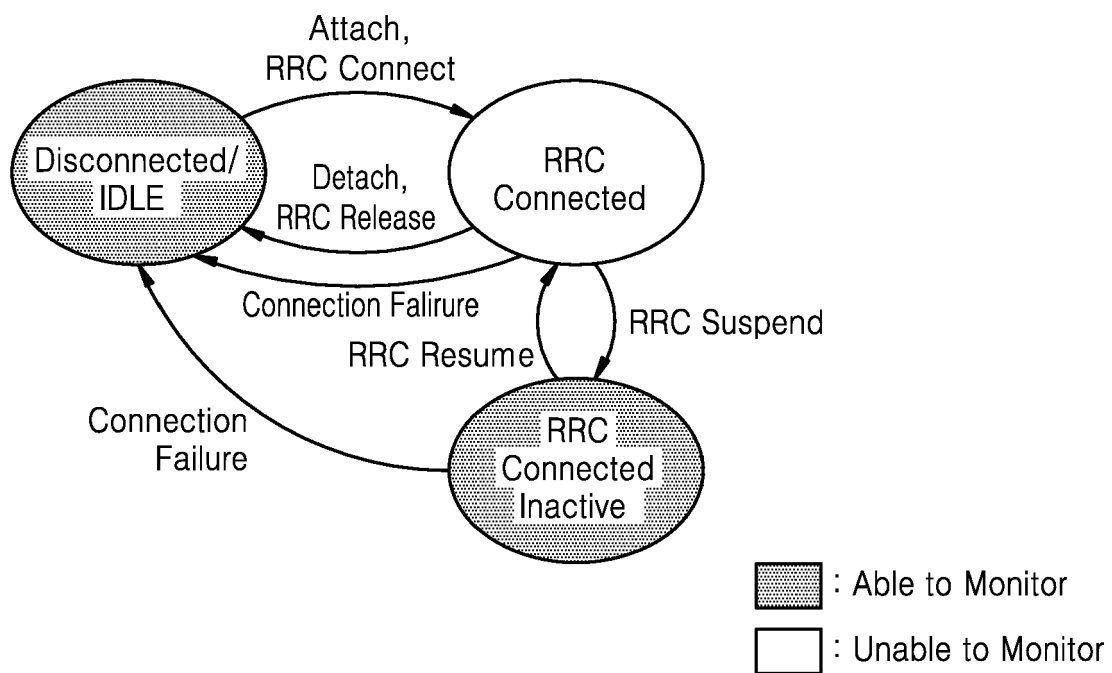 Attach,
RRC Connect
Disconnected/
IDLE
RRC
Connected
Detach,
RRC Release
Connection Falirure
RRC Suspend
RRC Resume
Connection
Failure
RRC
Connected
Inactive
: Able to Monitor
: Unable to Monitor